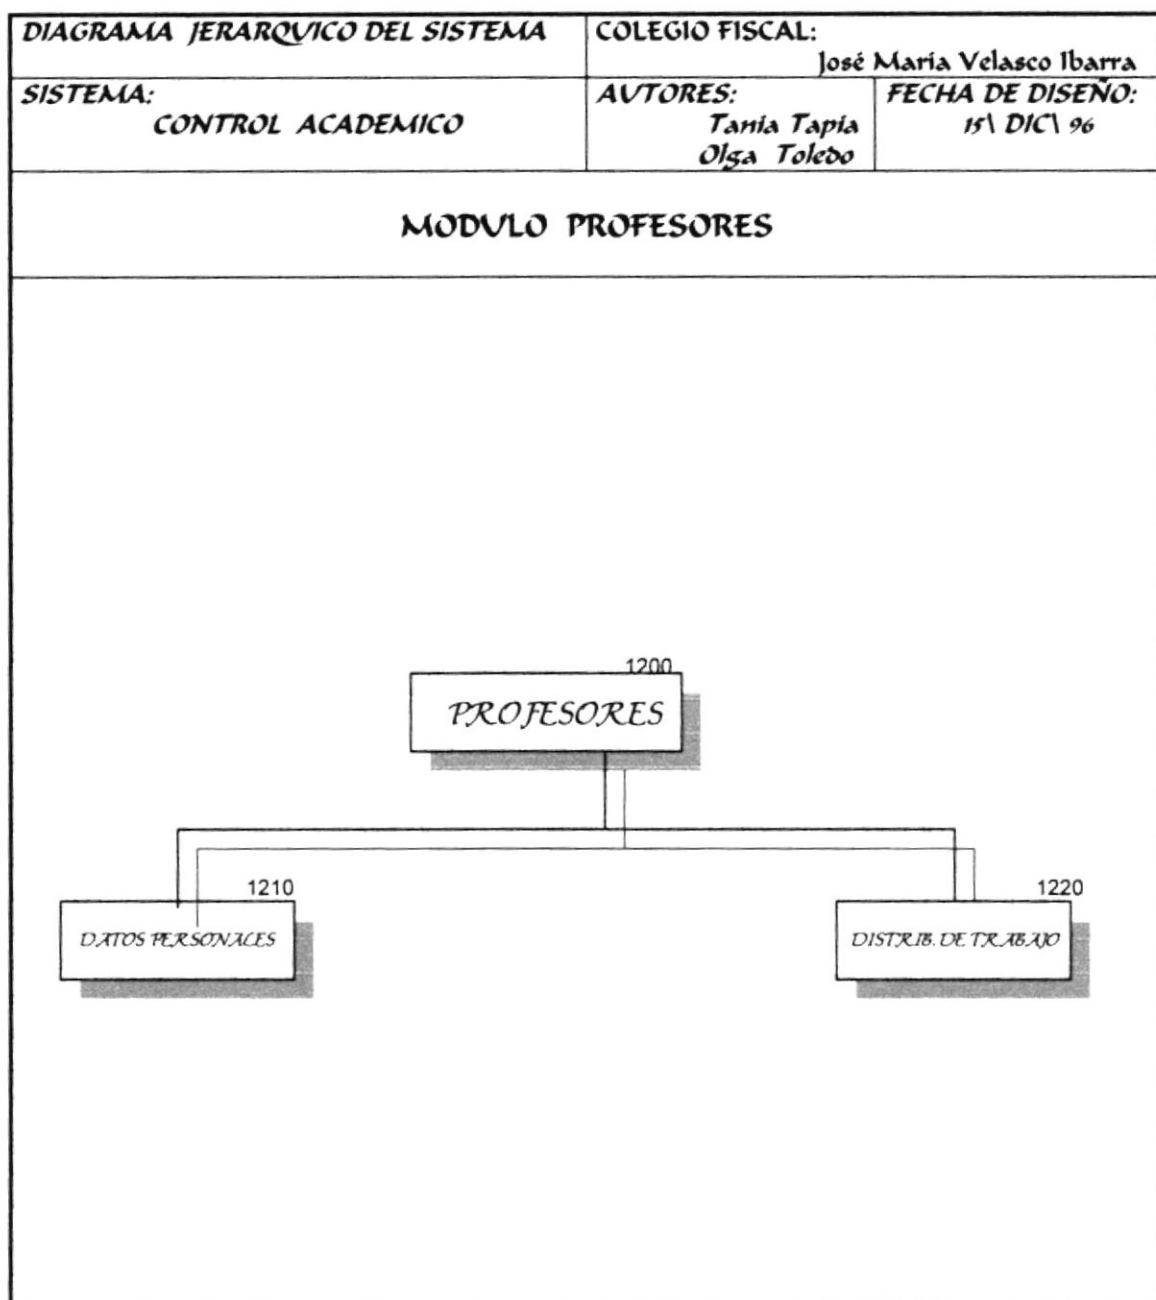 DIAGRAMA JERARQUICO DEL SISTEMA
COLEGIO FISCAL:
José María Velasco Ibarra
SISTEMA:
CONTROL ACADEMICO
AUTORES:
Tania Tapia
Olga Toledo
FECHA DE DISEÑO:
15\ DIC\ 96
MODULO PROFESORES
1200
PROFESORES
1210
DATOS PERSONALES
1220
DISTRIB. DE TRABAJO